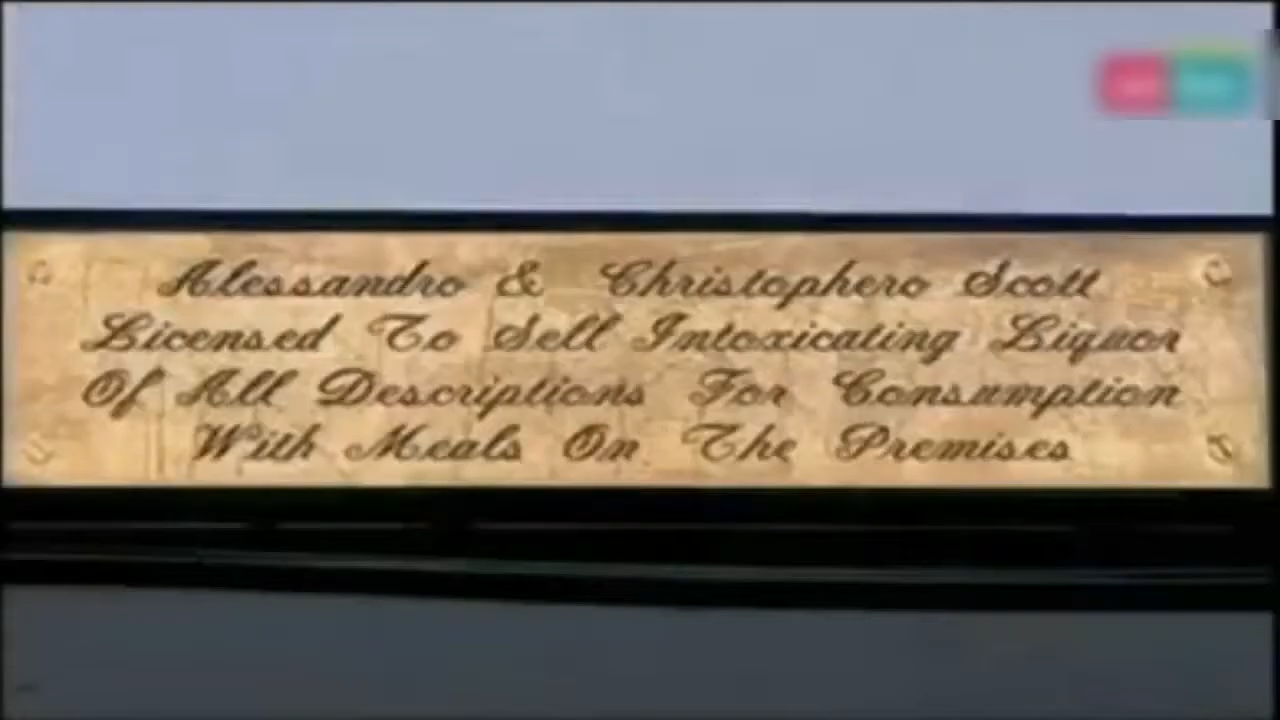 Alessandro & Christophero Scott
Licensed To Sell Intoxicating Liquor
Of All Descriptions For Consumption
With Meals On The Premises